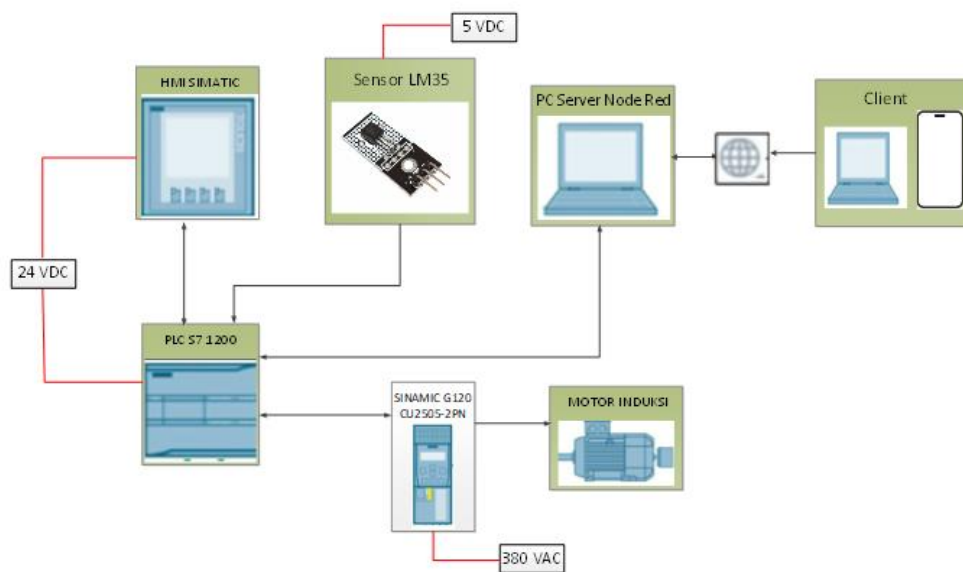 5 VDC
HMI SIMATIC
Sensor LM35
PC Server Node Red
Client
24 VDC
PLC S7 1200
SINAMIC G120
CU250S-2PN
MOTOR INDUKSI
380 VAC